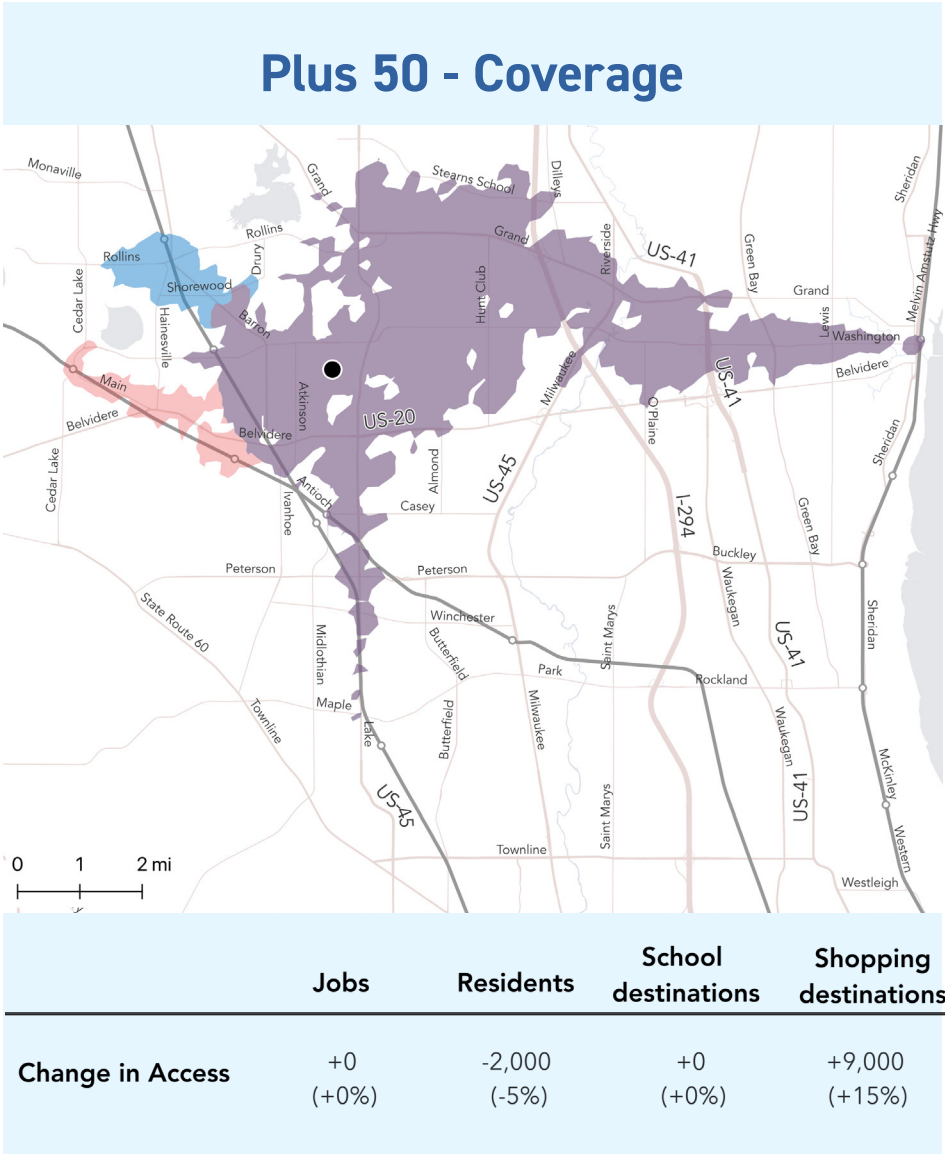 Plus 50 - Coverage
Monaville
Grand
Stearns School
Dilleys
Sheridan
Rollins
Rollins
Drury
Grand
Riverside
US-41
Green Bay
Melvin Amstutz Hwy
Shorewood
Cedar Lake
Hainesville
Barron
Hunt Club
Grand
Lewis
Washington
Belvidere
Main
Atkinson
Milwaukee
US-41
Belvidere
Belvidere
US-20
O'Plaine
Sheridan
Cedar Lake
Ivanhoe
Antioch
Almond
US-45
Casey
I-294
Green Bay
Peterson
Peterson
Buckley
State Route 60
Midlothian
Winchester
Butterfield
Saint Marys
Waukegan
US-41
Sheridan
Park
Rockland
Townline
Maple
Lake
Butterfield
Milwaukee
Waukegan
McKinley
US-45
Saint Marys
US-41
Western
0 1 2 mi
Townline
Westleigh
Jobs
Residents
School
destinations
Shopping
destinations
Change in Access
+0
(+0%)
-2,000
(-5%)
+0
(+0%)
+9,000
(+15%)